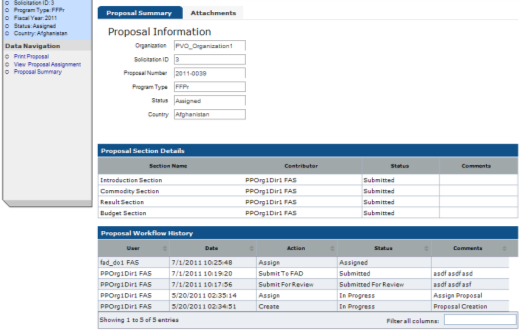 Solicitation ID: 3
Program Type: FFPr
Fiscal Year: 2011
Status: Assigned
Country: Afghanistan
Data Navigation
Print Proposal
View Proposal Assignment
Proposal Summary
Proposal Summary Attachments
Proposal Information
Organization PVO_Organization1
Solicitation ID 3
Proposal Number 2011-0039
Program Type FFPr
Status Assigned
Country Afghanistan
Proposal Section Details
Section Name Contributor Status Comments
Introduction Section PPOrg1Dir1 FAS Submitted
Commodity Section PPOrg1Dir1 FAS Submitted
Result Section PPOrg1Dir1 FAS Submitted
Budget Section PPOrg1Dir1 FAS Submitted
Proposal Workflow History
User Date Action Status Comments
fad_do1 FAS 7/1/2011 10:25:48 Assign Assigned
PPOrg1Dir1 FAS 7/1/2011 10:19:20 Submit To FAD Submitted asdf asdf asd
PPOrg1Dir1 FAS 7/1/2011 10:17:56 Submit For Review Submitted For Review asdfasdfasf
PPOrg1Dir1 FAS 5/20/2011 02:35:14 Assign In Progress Assign Proposal
PPOrg1Dir1 FAS 5/20/2011 02:34:51 Create In Progress Proposal Creation
Showing 1 to 5 of 5 entries Filter all columns: